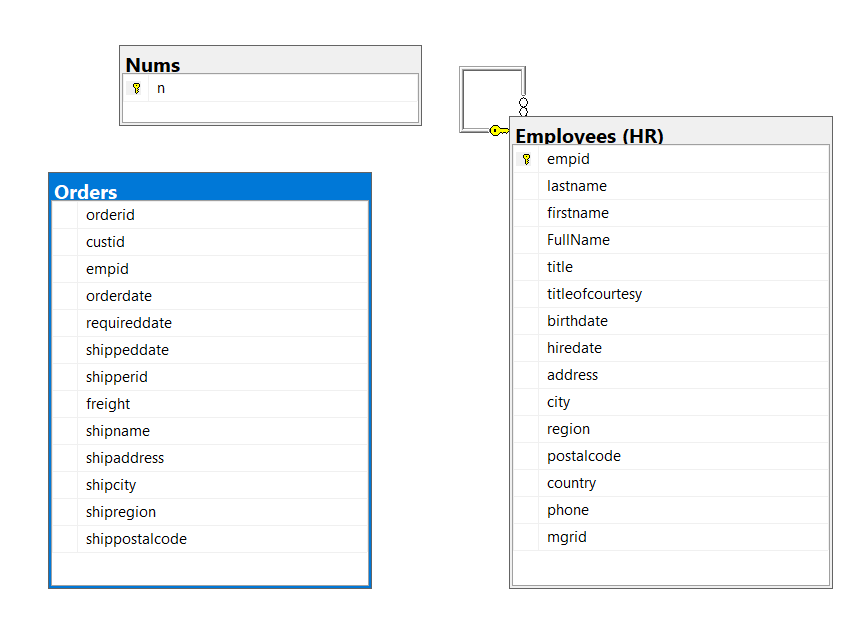 Nums
n
Orders
orderid
custid
empid
orderdate
requireddate
shippeddate
shipperid
freight
shipname
shipaddress
shipcity
shipregion
shippostalcode
Employees (HR)
empid
lastname
firstname
FullName
title
titleofcourtesy
birthdate
hiredate
address
city
region
postalcode
country
phone
mgrid